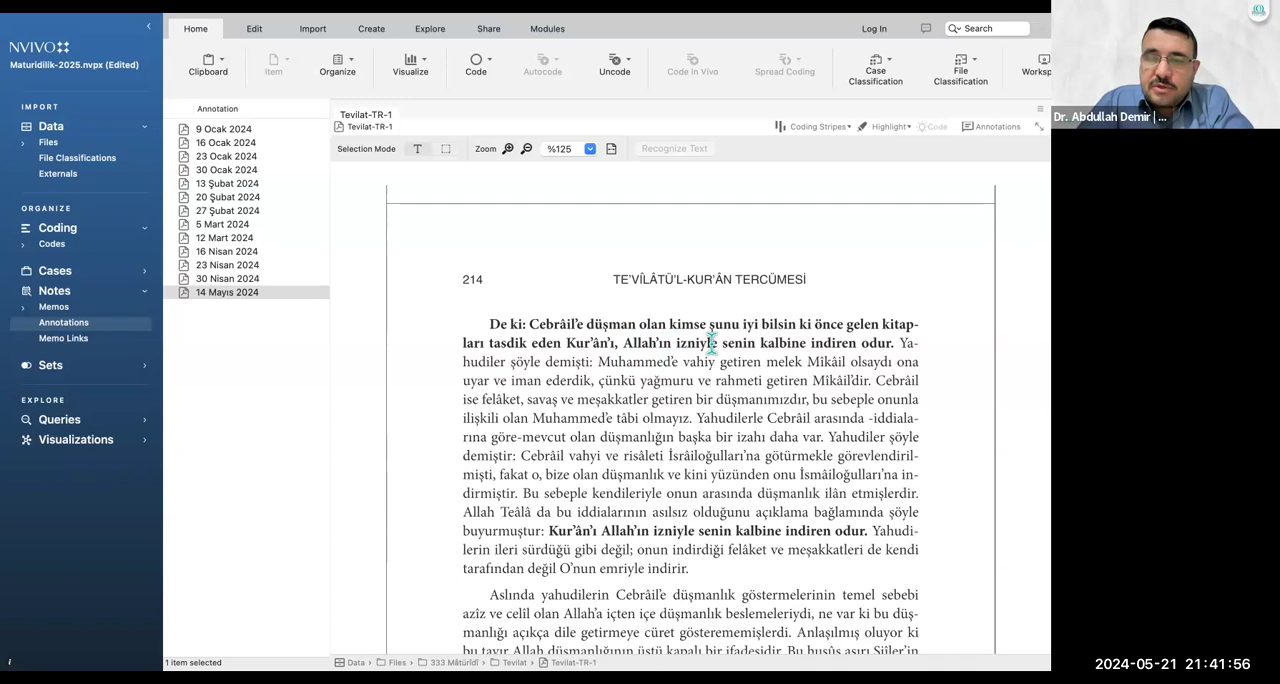 NVIVO
Maturidilik-2025.nvpx (Edited)
IMPORT
Data
Files
File Classifications
Externals
ORGANIZE
Coding
Codes
Cases
Notes
Memos
Annotations
Memo Links
Sets
EXPLORE
Queries
Visualizations
Home Edit Import Create Explore Share Modules Log In Search
Clipboard Item Organize Visualize Code Autocode Uncode Code In Vivo Spread Coding Case Classification File Classification Worksp
Annotation
9 Ocak 2024
16 Ocak 2024
23 Ocak 2024
30 Ocak 2024
13 Şubat 2024
20 Şubat 2024
27 Şubat 2024
5 Mart 2024
12 Mart 2024
16 Nisan 2024
23 Nisan 2024
30 Nisan 2024
14 Mayıs 2024
1 item selected
Tevilat-TR-1
Tevilat-TR-1 Coding Stripes Highlight Code Annotations
Selection Mode T Zoom %125 Recognize Text
214 TE’VÎLÂTÜ’L-KUR’ÂN TERCÜMESİ
De ki: Cebrâil’e düşman olan kimse şunu iyi bilsin ki önce gelen kitap-
ları tasdik eden Kur’ân’ı, Allah’ın izniyle senin kalbine indiren odur. Ya-
hudiler şöyle demişti: Muhammed’e vahiy getiren melek Mîkâil olsaydı ona
uyar ve iman ederdik, çünkü yağmuru ve rahmeti getiren Mîkâil’dir. Cebrâil
ise felâket, savaş ve meşakkatler getiren bir düşmanımızdır, bu sebeple onunla
ilişkili olan Muhammed’e tâbi olmayız. Yahudilerle Cebrâil arasında -iddiala-
rına göre-mevcut olan düşmanlığın başka bir izahı daha var. Yahudiler şöyle
demiştir: Cebrâil vahyi ve risâleti İsrâiloğulları’na götürmekle görevlendiril-
mişti, fakat o, bize olan düşmanlık ve kini yüzünden onu İsmâiloğulları’na in-
dirmiştir. Bu sebeple kendileriyle onun arasında düşmanlık ilân etmişlerdir.
Allah Teâlâ da bu iddialarının asılsız olduğunu açıklama bağlamında şöyle
buyurmuştur: Kur’ân’ı Allah’ın izniyle senin kalbine indiren odur. Yahudi-
lerin ileri sürdüğü gibi değil; onun indirdiği felâket ve meşakkatleri de kendi
tarafından değil O’nun emriyle indirir.
Aslında yahudilerin Cebrâil’e düşmanlık göstermelerinin temel sebebi
azîz ve celîl olan Allah’a içten içe düşmanlık beslemeleriydi, ne var ki bu düş-
manlığı açıkça dile getirmeye cüret gösterememişlerdi. Anlaşılmış oluyor ki
bu tavır Allah düşmanlığının üstü kapalı bir ifadesidir. Bu husûs aşırı Şiîler’in
Data Files 333 Mâtürîdî Tevilat Tevilat-TR-1
Dr. Abdullah Demir | ...
2024-05-21 21:41:56